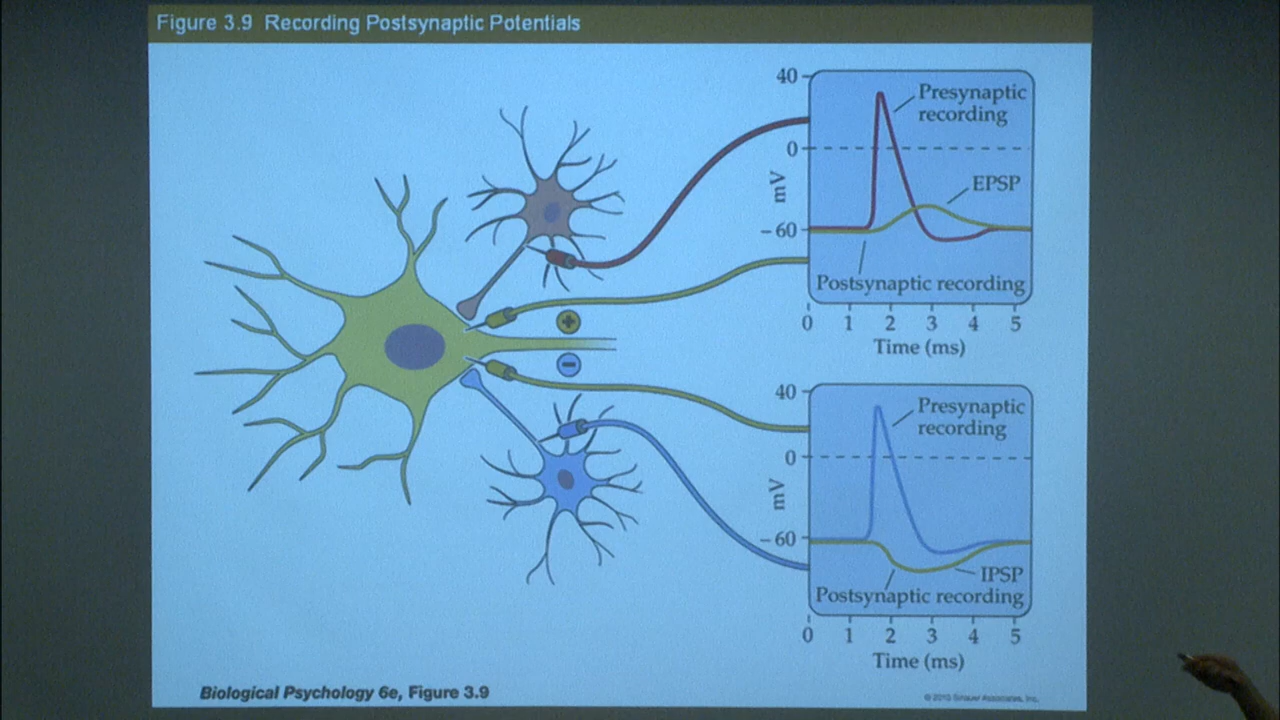 Figure 3.9 Recording Postsynaptic Potentials
40
Presynaptic
recording
0
mV
EPSP
−60
Postsynaptic recording
0 1 2 3 4 5
Time (ms)
+
−
40
Presynaptic
recording
0
mV
−60
IPSP
Postsynaptic recording
0 1 2 3 4 5
Time (ms)
Biological Psychology 6e, Figure 3.9
© 2010 Sinauer Associates, Inc.